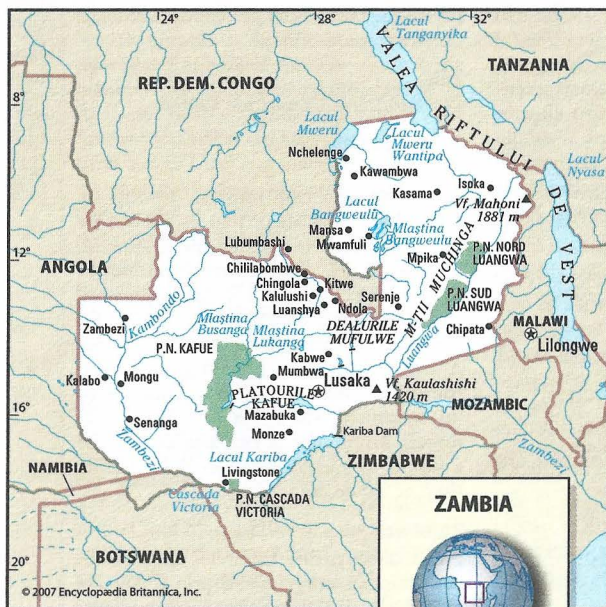 24°
28°
32°
Lacul
Tanganyika
VALEA
RIFTULUI
DE VEST
TANZANIA
REP. DEM. CONGO
8°
Lacul Mweru
Lacul
Mweru
Wantipa
Lacul
Nyasa
Nchelenge
Kawambwa
Kasama
Isoka
Vf. Mahoni
1881 m
Lacul
Bangweulu
Mansa
Mwamfuli
Mlaştina
Bangweulu
P.N. NORD
LUANGWA
Mpika
M-ŢII MUCHINGA
12°
Lubumbashi
ANGOLA
Chililabombwe
Chingola
Kitwe
Kalulushi
Luanshya
Ndola
Serenje
P.N. SUD
LUANGWA
Kambondo
Zambezi
Mlaştina
Busanga
Mlaştina
Lukanga
DEALURILE
MUFULWE
Luangwa
Chipata
MALAWI
Lilongwe
P.N. KAFUE
Kabwe
Mumbwa
Kalabo
Mongu
PLATOURILE
KAFUE
Lusaka
Vf. Kaulashishi
1420 m
MOZAMBIC
16°
Senanga
Mazabuka
Monze
Kariba Dam
Zambezi
Zambezi
Lacul Kariba
ZIMBABWE
NAMIBIA
Livingstone
Cascada
Victoria
P.N. CASCADA
VICTORIA
ZAMBIA
BOTSWANA
20°
© 2007 Encyclopædia Britannica, Inc.